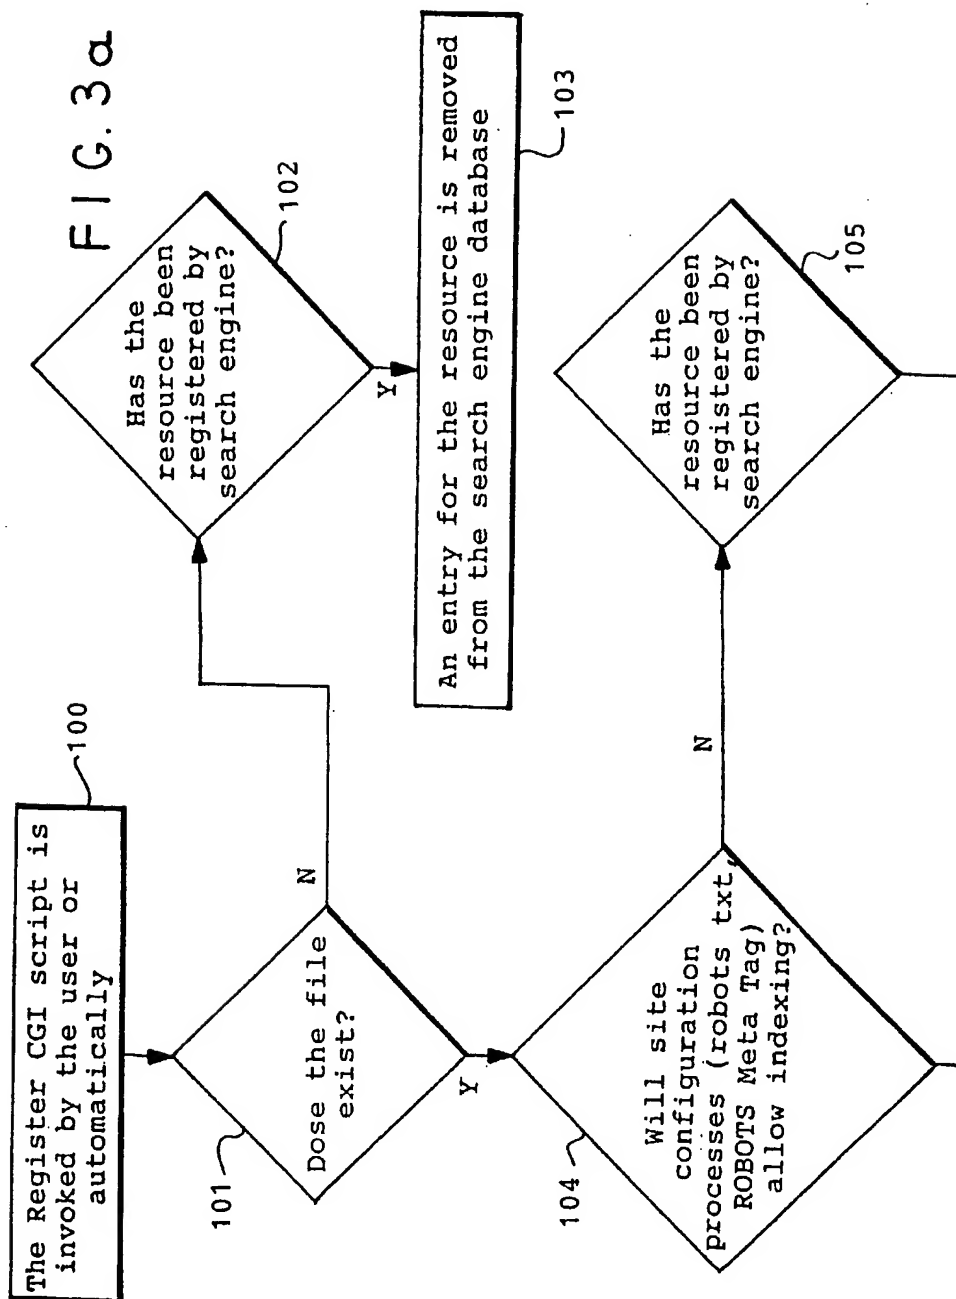 FIG. 3a
The Register CGI script is
invoked by the user or
automatically
100
Dose the file
exist?
101
N
Y
Has the
resource been
registered by
search engine?
102
Y
An entry for the resource is removed
from the search engine database
103
Will site
configuration
processes (robots txt,
ROBOTS Meta Tag)
allow indexing?
104
N
Has the
resource been
registered by
search engine?
105